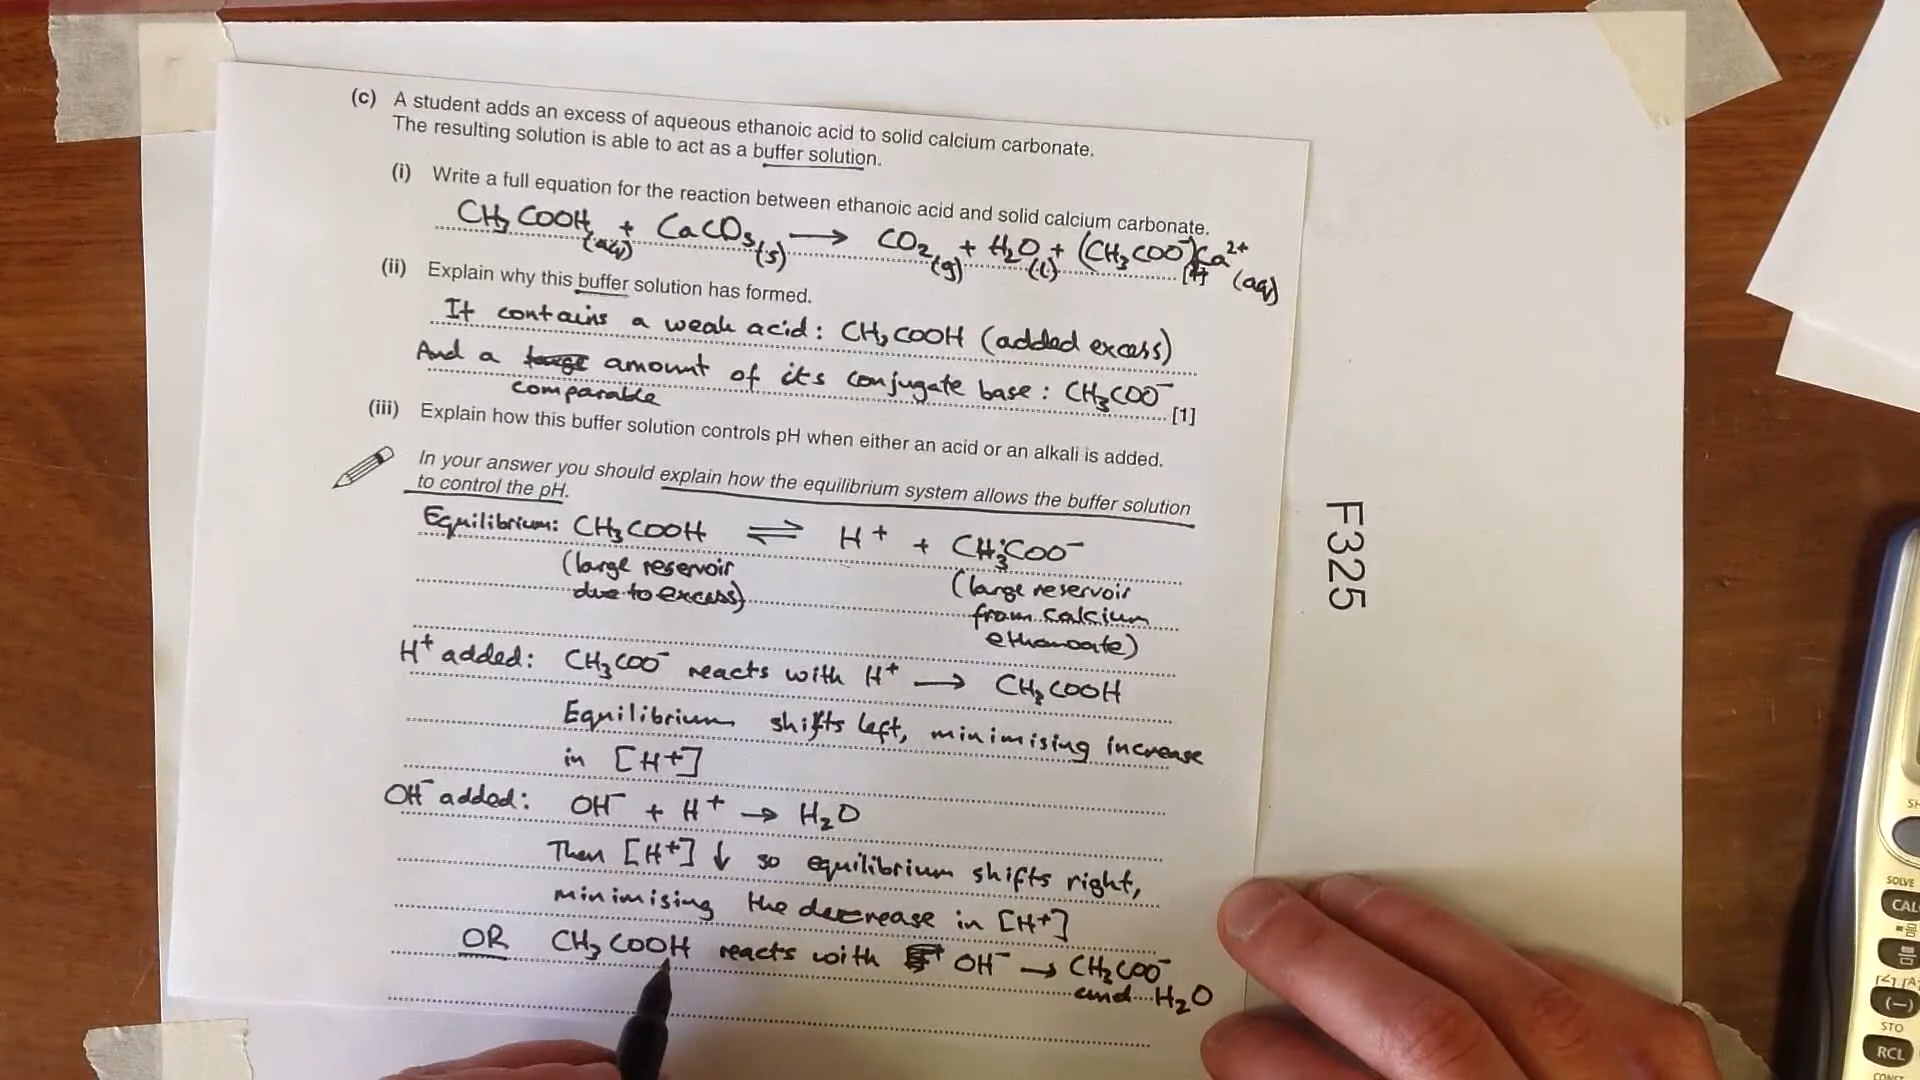 (c) A student adds an excess of aqueous ethanoic acid to solid calcium carbonate.
The resulting solution is able to act as a buffer solution.
(i) Write a full equation for the reaction between ethanoic acid and solid calcium carbonate.
CH3COOH(aq) + CaCO3(s) → CO2(g) + H2O(l) + (CH3COO⁻)2Ca²⁺(aq)
(ii) Explain why this buffer solution has formed.
It contains a weak acid: CH3COOH (added excess)
And a amount of its conjugate base: CH3COO⁻
comparable
[1]
(iii) Explain how this buffer solution controls pH when either an acid or an alkali is added.
In your answer you should explain how the equilibrium system allows the buffer solution
to control the pH.
Equilibrium: CH3COOH ⇌ H⁺ + CH3COO⁻
(large reservoir due to excess)
(large reservoir from calcium ethanoate)
H⁺ added: CH3COO⁻ reacts with H⁺ → CH3COOH
Equilibrium shifts left, minimising increase
in [H⁺]
OH⁻ added: OH⁻ + H⁺ → H2O
Then [H⁺] ↓ so equilibrium shifts right,
minimising the decrease in [H⁺]
OR CH3COOH reacts with OH⁻ → CH3COO⁻
and H2O
F325
SOLVE
CAL
STO
RCL
CONST